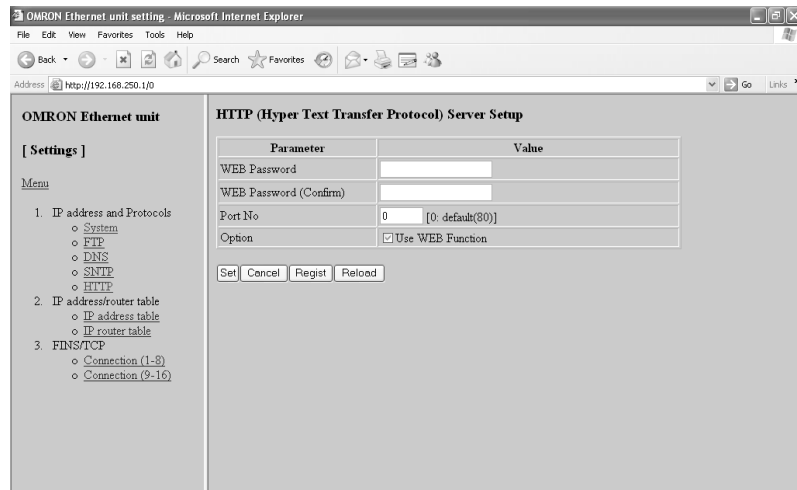 OMRON Ethernet unit setting - Microsoft Internet Explorer
File Edit View Favorites Tools Help
Back Search Favorites
Address http://192.168.250.1/0 Go Links
OMRON Ethernet unit
[ Settings ]
Menu
1. IP address and Protocols
o System
o FTP
o DNS
o SNTP
o HTTP
2. IP address/router table
o IP address table
o IP router table
3. FINS/TCP
o Connection (1-8)
o Connection (9-16)
HTTP (Hyper Text Transfer Protocol) Server Setup
Parameter Value
WEB Password
WEB Password (Confirm)
Port No 0 [0: default(80)]
Option Use WEB Function
Set Cancel Regist Reload